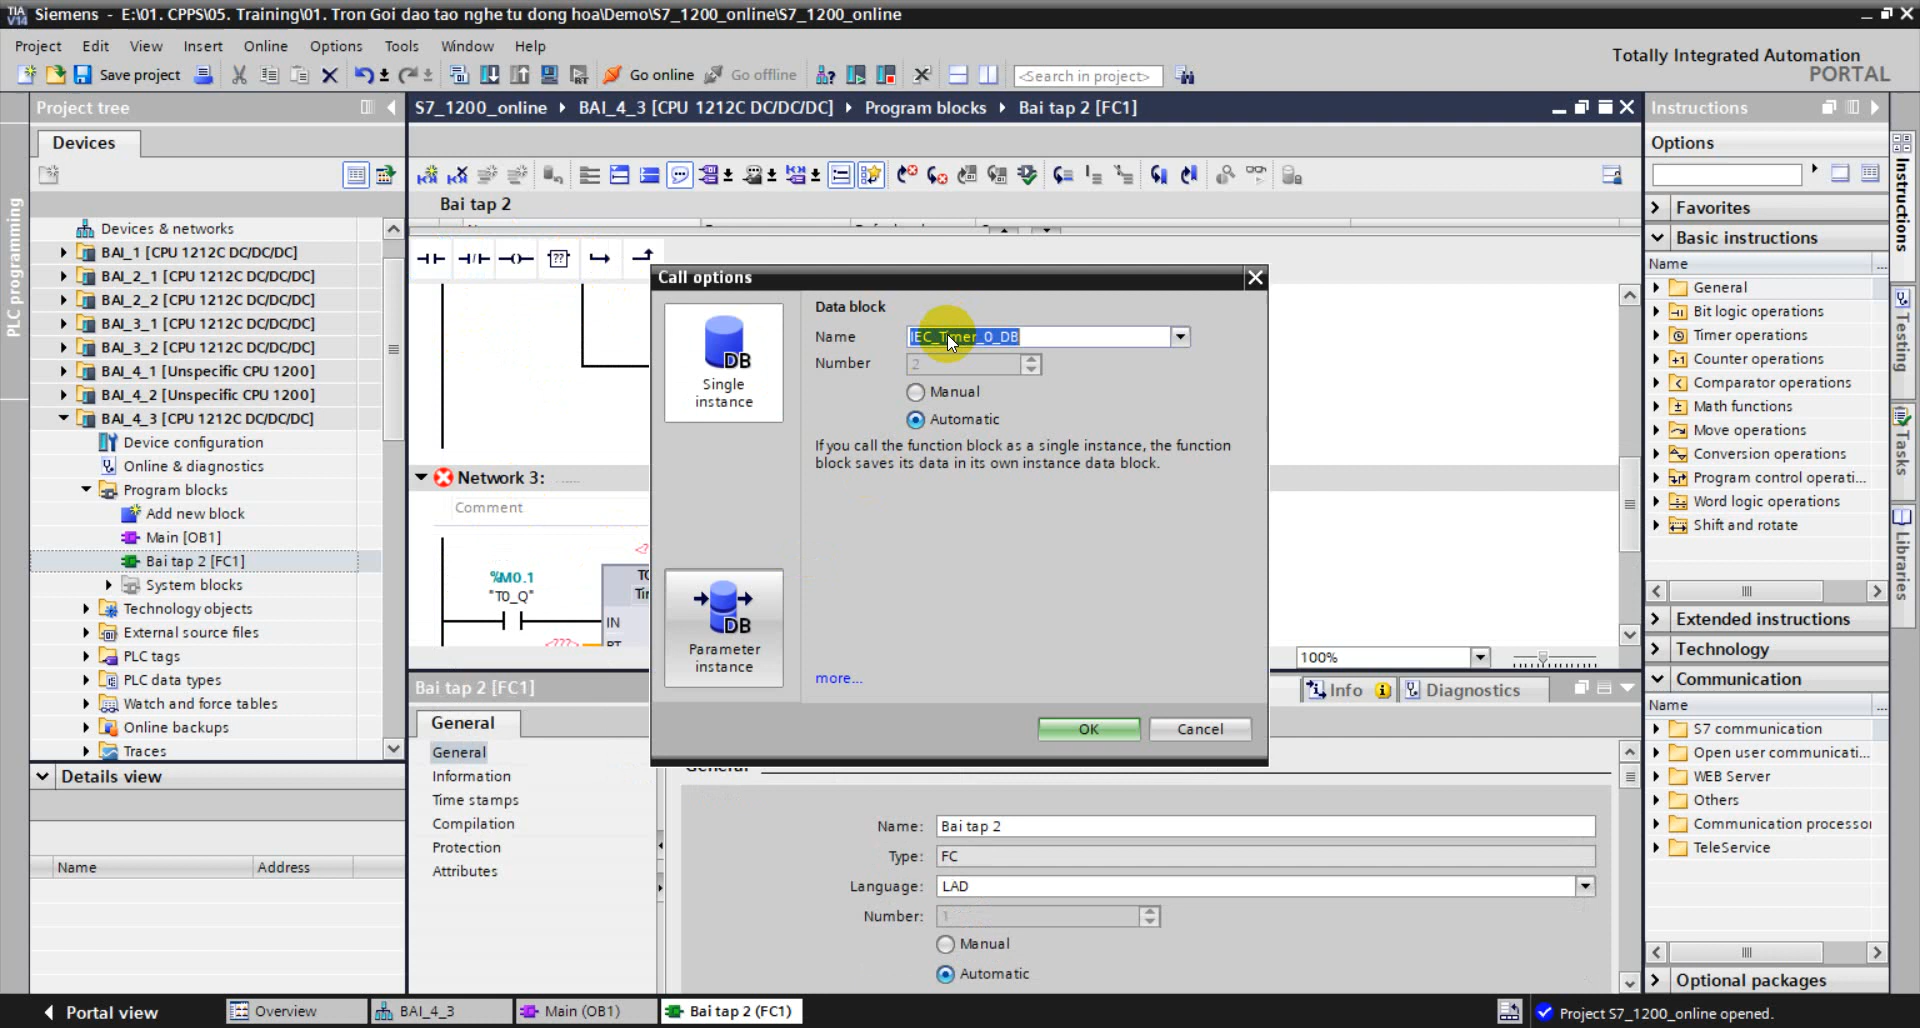 TIA V14 Siemens - E:\01. CPPS\05. Training\01. Tron Goi dao tao nghe tu dong hoa\Demo\S7_1200_online\S7_1200_online
Project Edit View Insert Online Options Tools Window Help
Totally Integrated Automation
PORTAL
Save project Go online Go offline <Search in project>
Project tree
S7_1200_online BAI_4_3 [CPU 1212C DC/DC/DC] Program blocks Bai tap 2 [FC1]
Instructions
Devices
Options
PLC programming
Bai tap 2
Devices & networks
BAI_1 [CPU 1212C DC/DC/DC]
BAI_2_1 [CPU 1212C DC/DC/DC]
BAI_2_2 [CPU 1212C DC/DC/DC]
BAI_3_1 [CPU 1212C DC/DC/DC]
BAI_3_2 [CPU 1212C DC/DC/DC]
BAI_4_1 [Unspecific CPU 1200]
BAI_4_2 [Unspecific CPU 1200]
BAI_4_3 [CPU 1212C DC/DC/DC]
Device configuration
Online & diagnostics
Program blocks
Add new block
Main [OB1]
Bai tap 2 [FC1]
System blocks
Technology objects
External source files
PLC tags
PLC data types
Watch and force tables
Online backups
Traces
Details view
Name Address
??
Network 3: ......
Comment
%M0.1
"T0_Q"
IN
<???>
PT
Call options
DB
Single
instance
DB
Parameter
instance
Data block
Name IEC_Timer_0_DB
Number 2
Manual
Automatic
If you call the function block as a single instance, the function
block saves its data in its own instance data block.
more...
OK Cancel
100%
Bai tap 2 [FC1]
Info Diagnostics
General
General
Information
Time stamps
Compilation
Protection
Attributes
Name: Bai tap 2
Type: FC
Language: LAD
Number: 1
Manual
Automatic
Favorites
Basic instructions
Name ...
General
Bit logic operations
Timer operations
Counter operations
Comparator operations
Math functions
Move operations
Conversion operations
Program control operati...
Word logic operations
Shift and rotate
Extended instructions
Technology
Communication
Name ...
S7 communication
Open user communicati...
WEB Server
Others
Communication processor
TeleService
Optional packages
Instructions
Testing
Tasks
Libraries
Portal view Overview BAI_4_3 Main (OB1) Bai tap 2 (FC1) Project S7_1200_online opened.